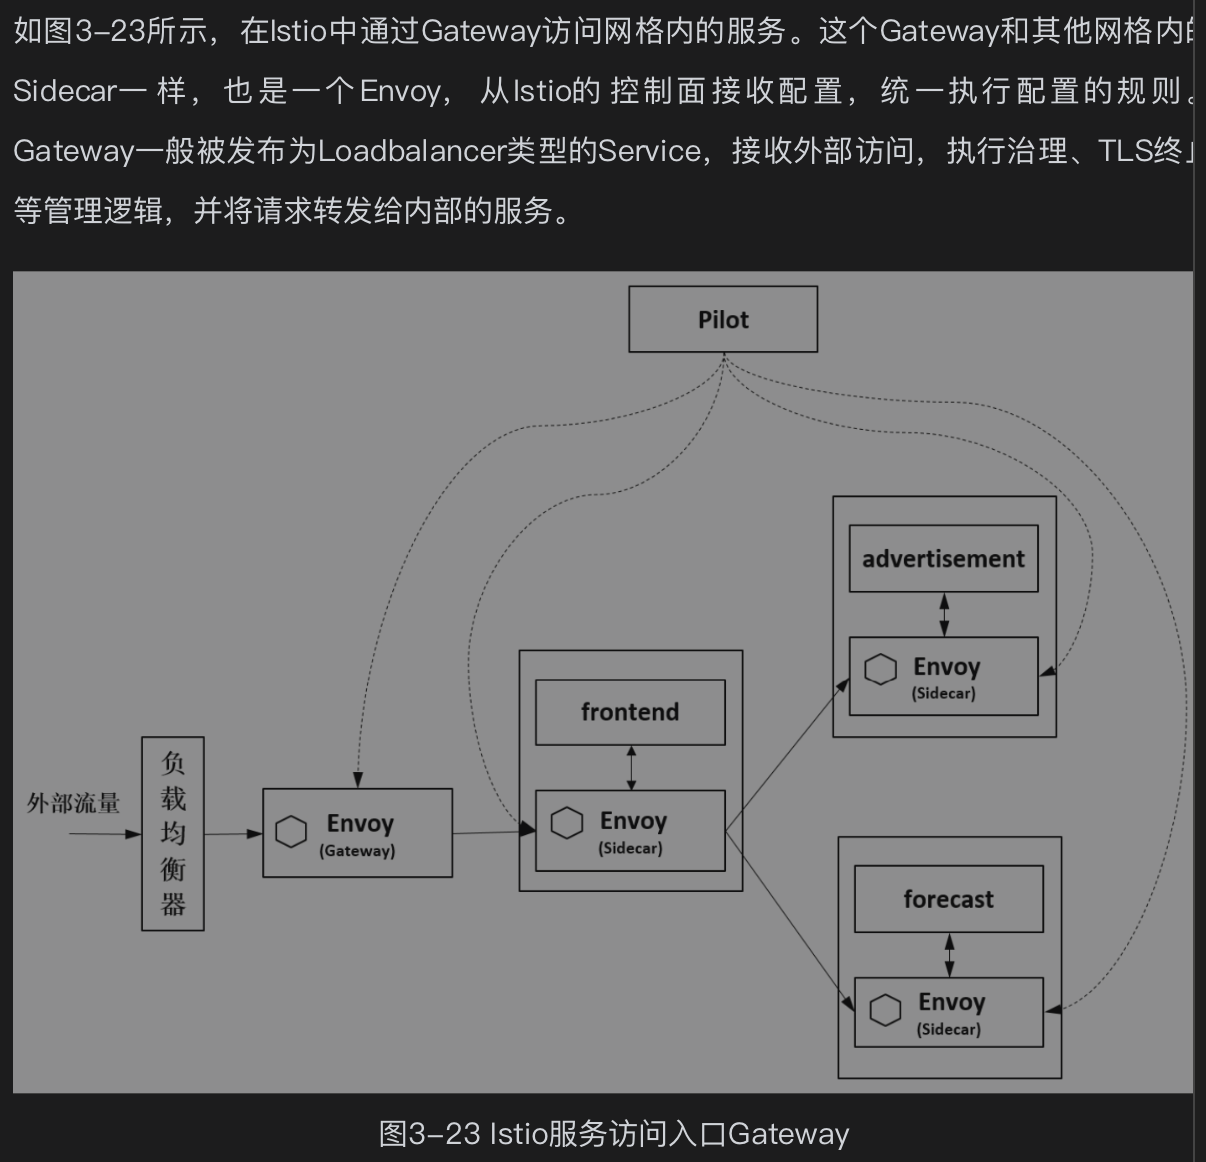 如图3-23所示，在Istio中通过Gateway访问网格内的服务。这个Gateway和其他网格内
Sidecar一样，也是一个Envoy，从Istio的控制面接收配置，统一执行配置的规则。
Gateway一般被发布为Loadbalancer类型的Service，接收外部访问，执行治理、TLS终
等管理逻辑，并将请求转发给内部的服务。
Pilot
advertisement
Envoy
(Sidecar)
frontend
Envoy
(Sidecar)
外部流量
负载均衡器
Envoy
(Gateway)
forecast
Envoy
(Sidecar)
图3-23 Istio服务访问入口Gateway